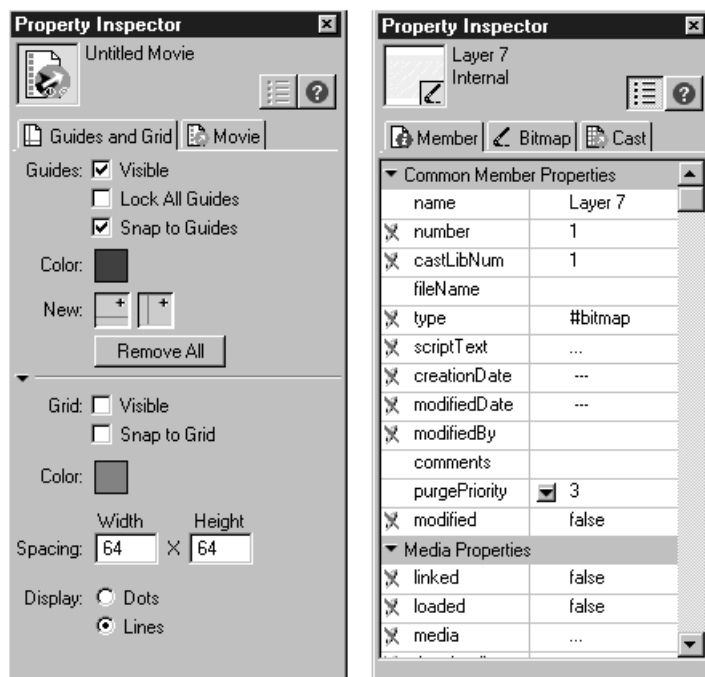 Property Inspector
Untitled Movie
Guides and Grid
Movie
Guides: Visible
Lock All Guides
Snap to Guides
Color:
New:
Remove All
Grid: Visible
Snap to Grid
Color:
Width Height
Spacing: 64 X 64
Display: Dots
Lines
Property Inspector
Layer 7
Internal
Member
Bitmap
Cast
Common Member Properties
name Layer 7
number 1
castLibNum 1
fileName
type #bitmap
scriptText ...
creationDate ---
modifiedDate ---
modifiedBy
comments
purgePriority 3
modified false
Media Properties
linked false
loaded false
media ...